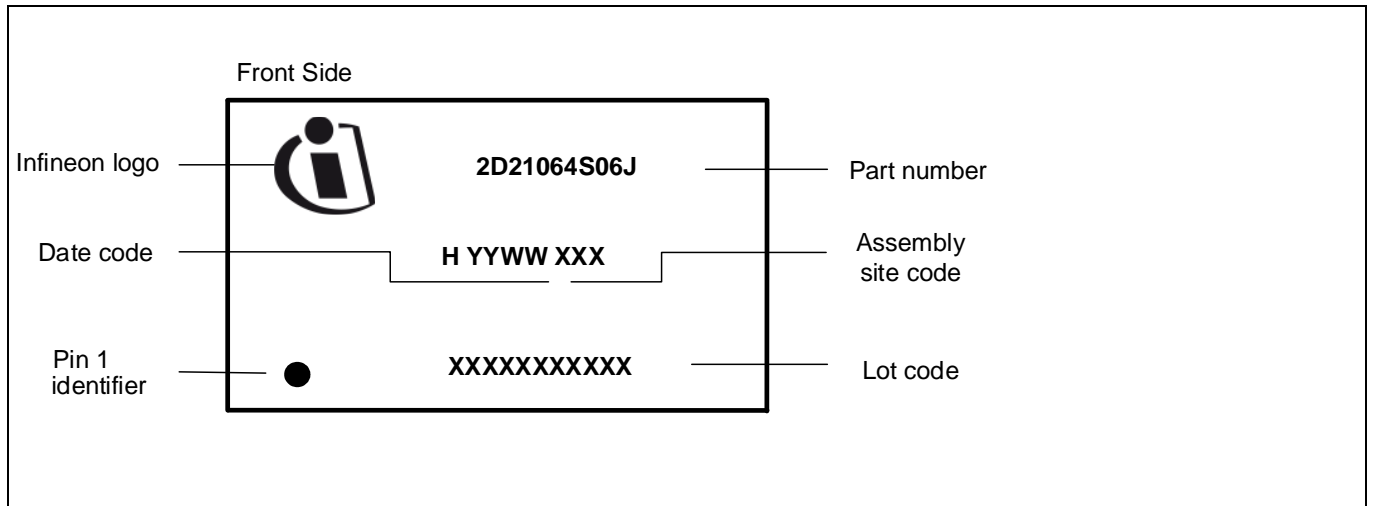 Front Side
Infineon logo
2D21064S06J
Part number
Date code
H YYWW XXX
Assembly
site code
Pin 1
identifier
XXXXXXXXXXX
Lot code